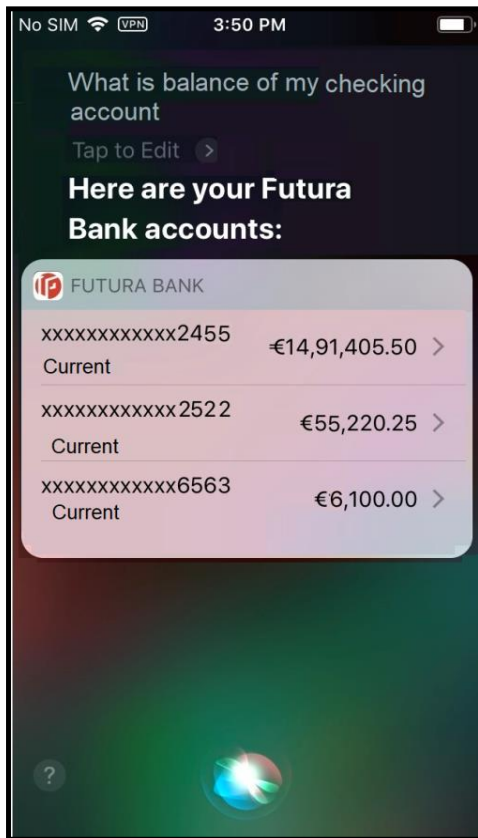 No SIM VPN 3:50 PM
What is balance of my checking
account
Tap to Edit >
Here are your Futura
Bank accounts:
FUTURA BANK
xxxxxxxxxxxx2455 €14,91,405.50 >
Current
xxxxxxxxxxxx2522 €55,220.25 >
Current
xxxxxxxxxxxx6563 €6,100.00 >
Current
?